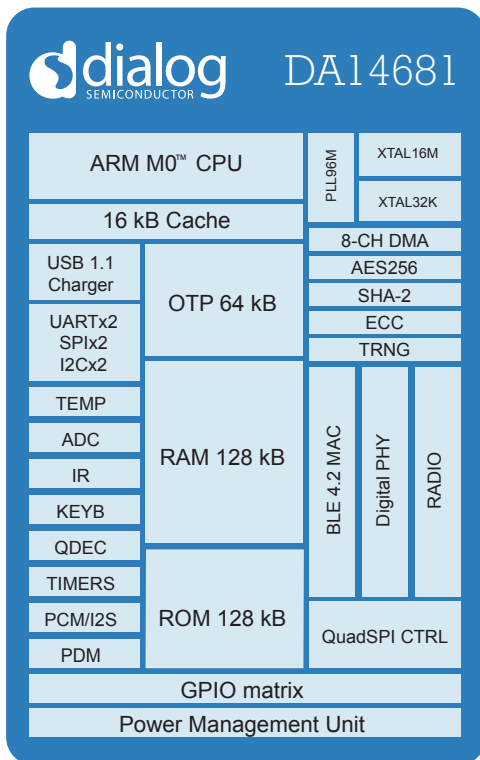 dialog
SEMICONDUCTOR
DA14681
ARM M0™ CPU
16 kB Cache
PLL96M
XTAL16M
XTAL32K
8-CH DMA
AES256
SHA-2
ECC
TRNG
USB 1.1
Charger
UARTx2
SPIx2
I2Cx2
TEMP
ADC
IR
KEYB
QDEC
TIMERS
PCM/I2S
PDM
OTP 64 kB
RAM 128 kB
ROM 128 kB
BLE 4.2 MAC
Digital PHY
RADIO
QuadSPI CTRL
GPIO matrix
Power Management Unit